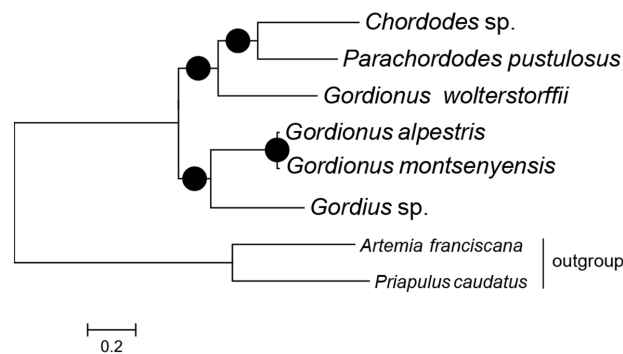 Chordodes sp.
Parachordodes pustulosus
Gordionus wolterstorffii
Gordionus alpestris
Gordionus montsenyensis
Gordius sp.
Artemia franciscana
outgroup
Priapulus caudatus
0.2